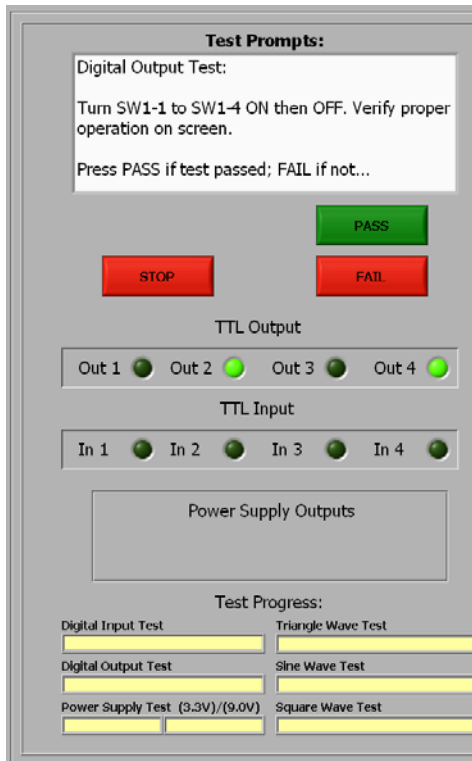 Test Prompts:
Digital Output Test:
Turn SW1-1 to SW1-4 ON then OFF. Verify proper
operation on screen.
Press PASS if test passed; FAIL if not...
PASS
STOP
FAIL
TTL Output
Out 1 Out 2 Out 3 Out 4
TTL Input
In 1 In 2 In 3 In 4
Power Supply Outputs
Test Progress:
Digital Input Test
Triangle Wave Test
Digital Output Test
Sine Wave Test
Power Supply Test (3.3V)/(9.0V)
Square Wave Test